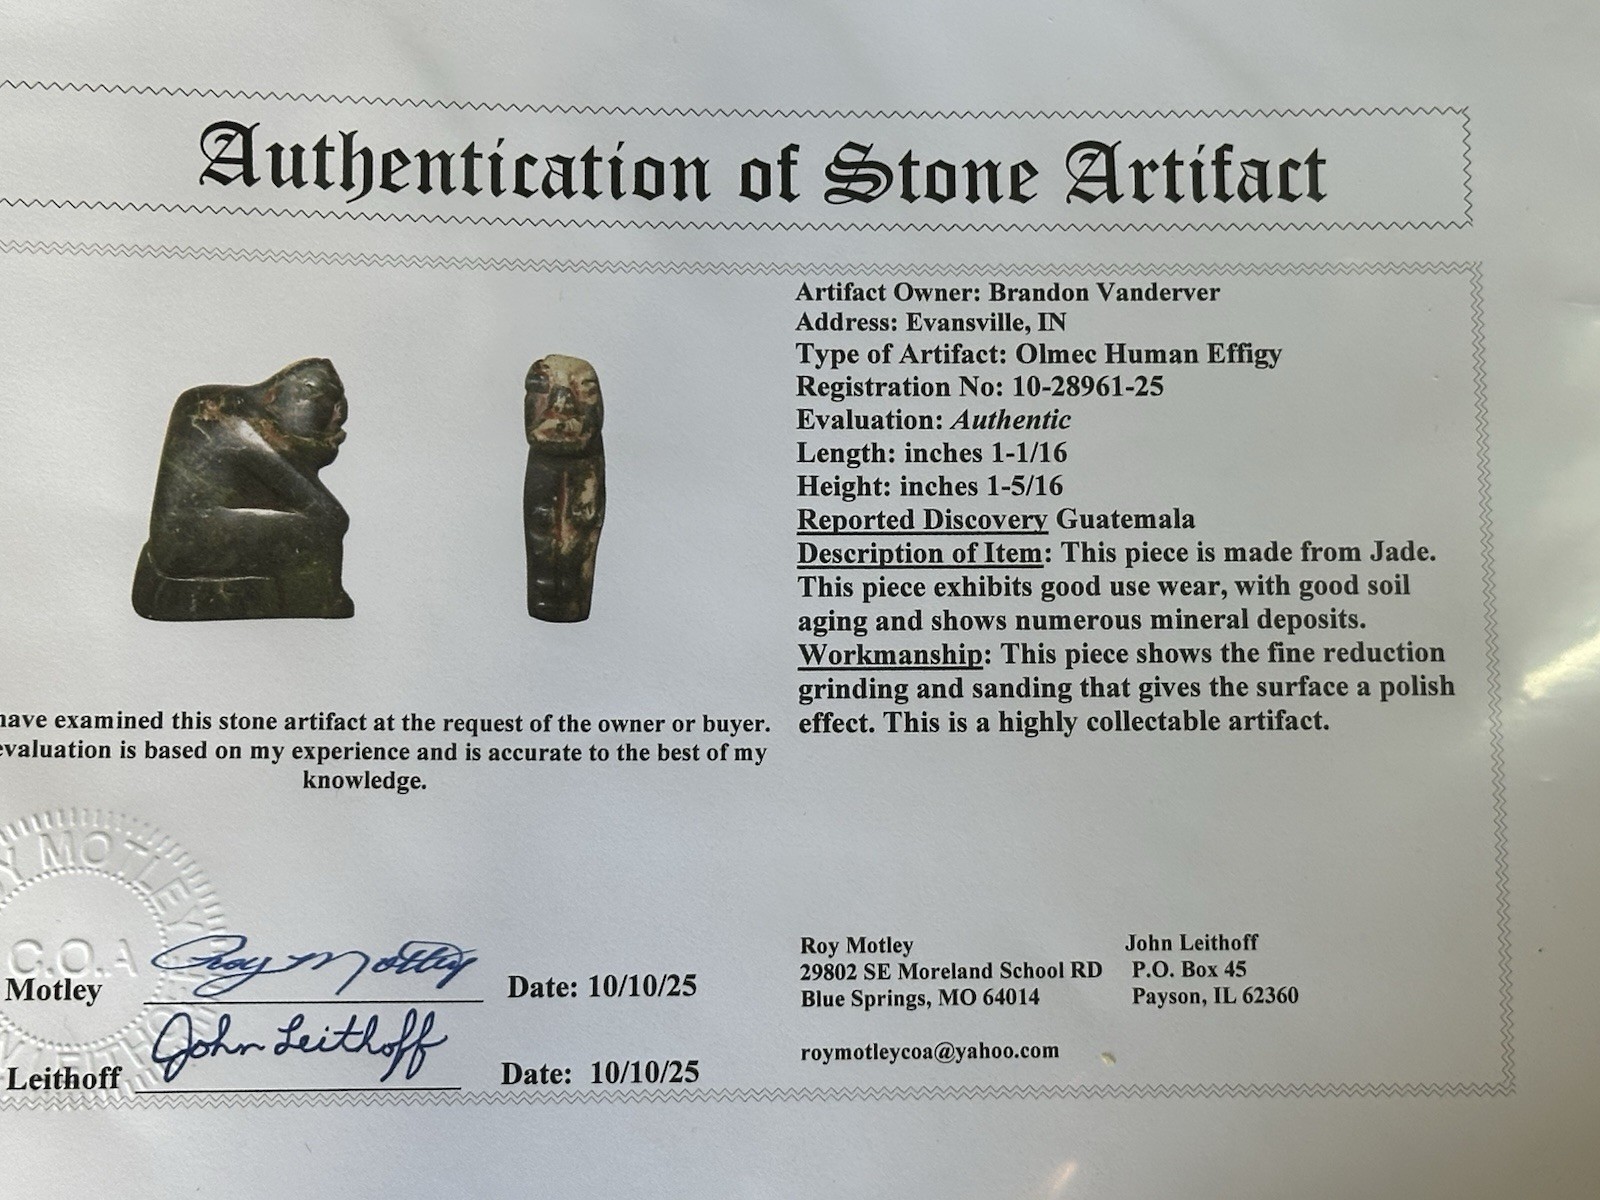 Authentication of Stone Artifact
Artifact Owner: Brandon Vanderver
Address: Evansville, IN
Type of Artifact: Olmec Human Effigy
Registration No: 10-28961-25
Evaluation: Authentic
Length: inches 1-1/16
Height: inches 1-5/16
Reported Discovery Guatemala
Description of Item: This piece is made from Jade.
This piece exhibits good use wear, with good soil
aging and shows numerous mineral deposits.
Workmanship: This piece shows the fine reduction
grinding and sanding that gives the surface a polish
effect. This is a highly collectable artifact.
have examined this stone artifact at the request of the owner or buyer.
evaluation is based on my experience and is accurate to the best of my
knowledge.
MOTLEY
C.O.A
Motley Roy Motley Date: 10/10/25
Leithoff John Leithoff Date: 10/10/25
Roy Motley
29802 SE Moreland School RD
Blue Springs, MO 64014
roymotleycoa@yahoo.com
John Leithoff
P.O. Box 45
Payson, IL 62360